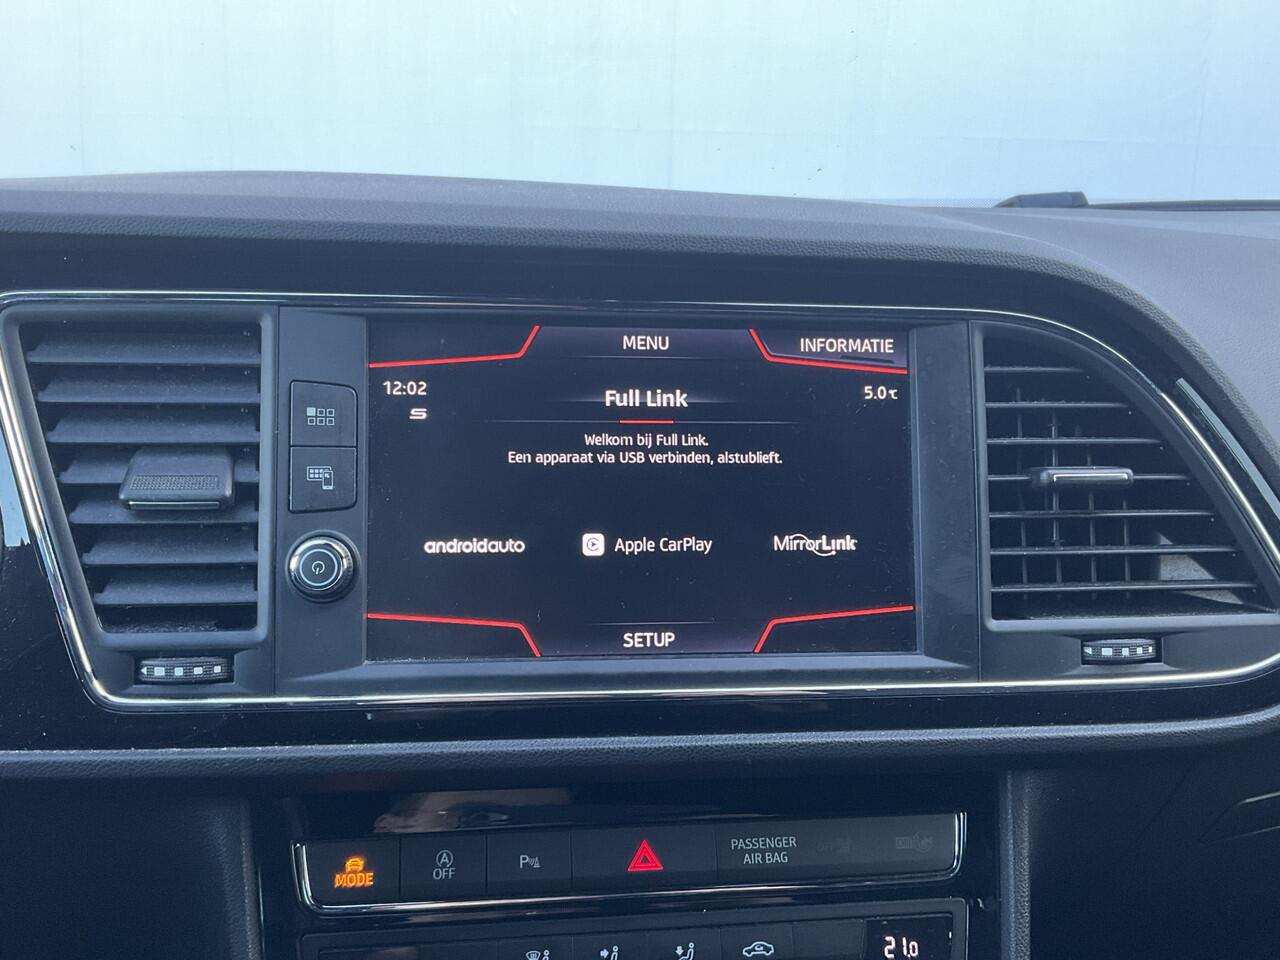 MENU
INFORMATIE
12:02
Full Link
5.0°C
S
Welkom bij Full Link.
Een apparaat via USB verbinden, alstublieft.
androidauto
Apple CarPlay
MirrorLink
SETUP
MODE
A
OFF
P
PASSENGER
AIR BAG
21.0